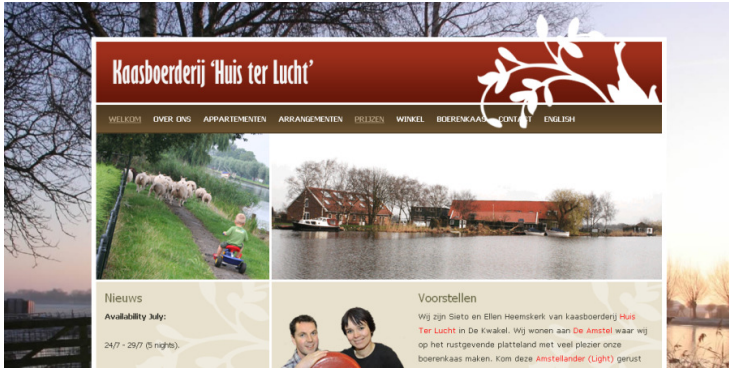 Kaasboerderij 'Huis ter Lucht'
WELKOM OVER ONS APPARTEMENTEN ARRANGEMENTEN PRIJZEN WINKEL BOERENKAAS CONTACT ENGLISH
Nieuws
Availability July:
24/7 - 29/7 (5 nights).
Voorstellen
Wij zijn Sieto en Ellen Heemskerk van kaasboerderij Huis
Ter Lucht in De Kwakel. Wij wonen aan De Amstel waar wij
op het rustgevende platteland met veel plezier onze
boerenkaas maken. Kom deze Amstellander (Light) gerust